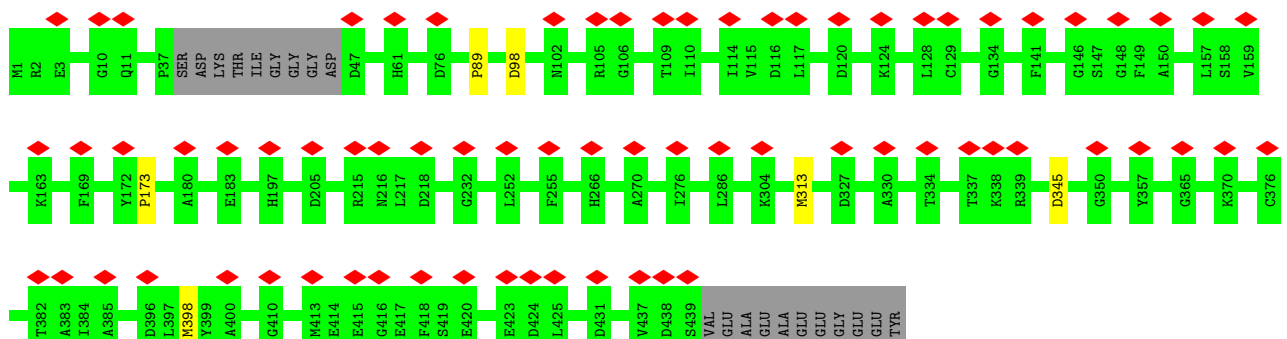 M1 R2 E3 G10 Q11 P37 SER ASP LYS THR ILE GLY GLY GLY ASP D47 H61 D76 P89 D98 N102 R105 G106 T109 I110 I114 V115 D116 L117 D120 K124 L128 C129 G134 F141 G146 S147 G148 F149 A150 L157 S158 V159
K163 F169 Y172 P173 A180 E183 H197 D205 R215 N216 L217 D218 G232 L252 F255 H266 A270 I276 L286 K304 M313 D327 A330 T334 T337 K338 R339 D345 G350 Y357 G365 K370 C376
T382 A383 I384 A385 D396 L397 M398 Y399 A400 G410 M413 E414 E415 G416 E417 F418 S419 E420 E423 D424 L425 D431 V437 D438 S439 VAL GLU ALA GLU ALA GLU GLU GLY GLU GLU TYR